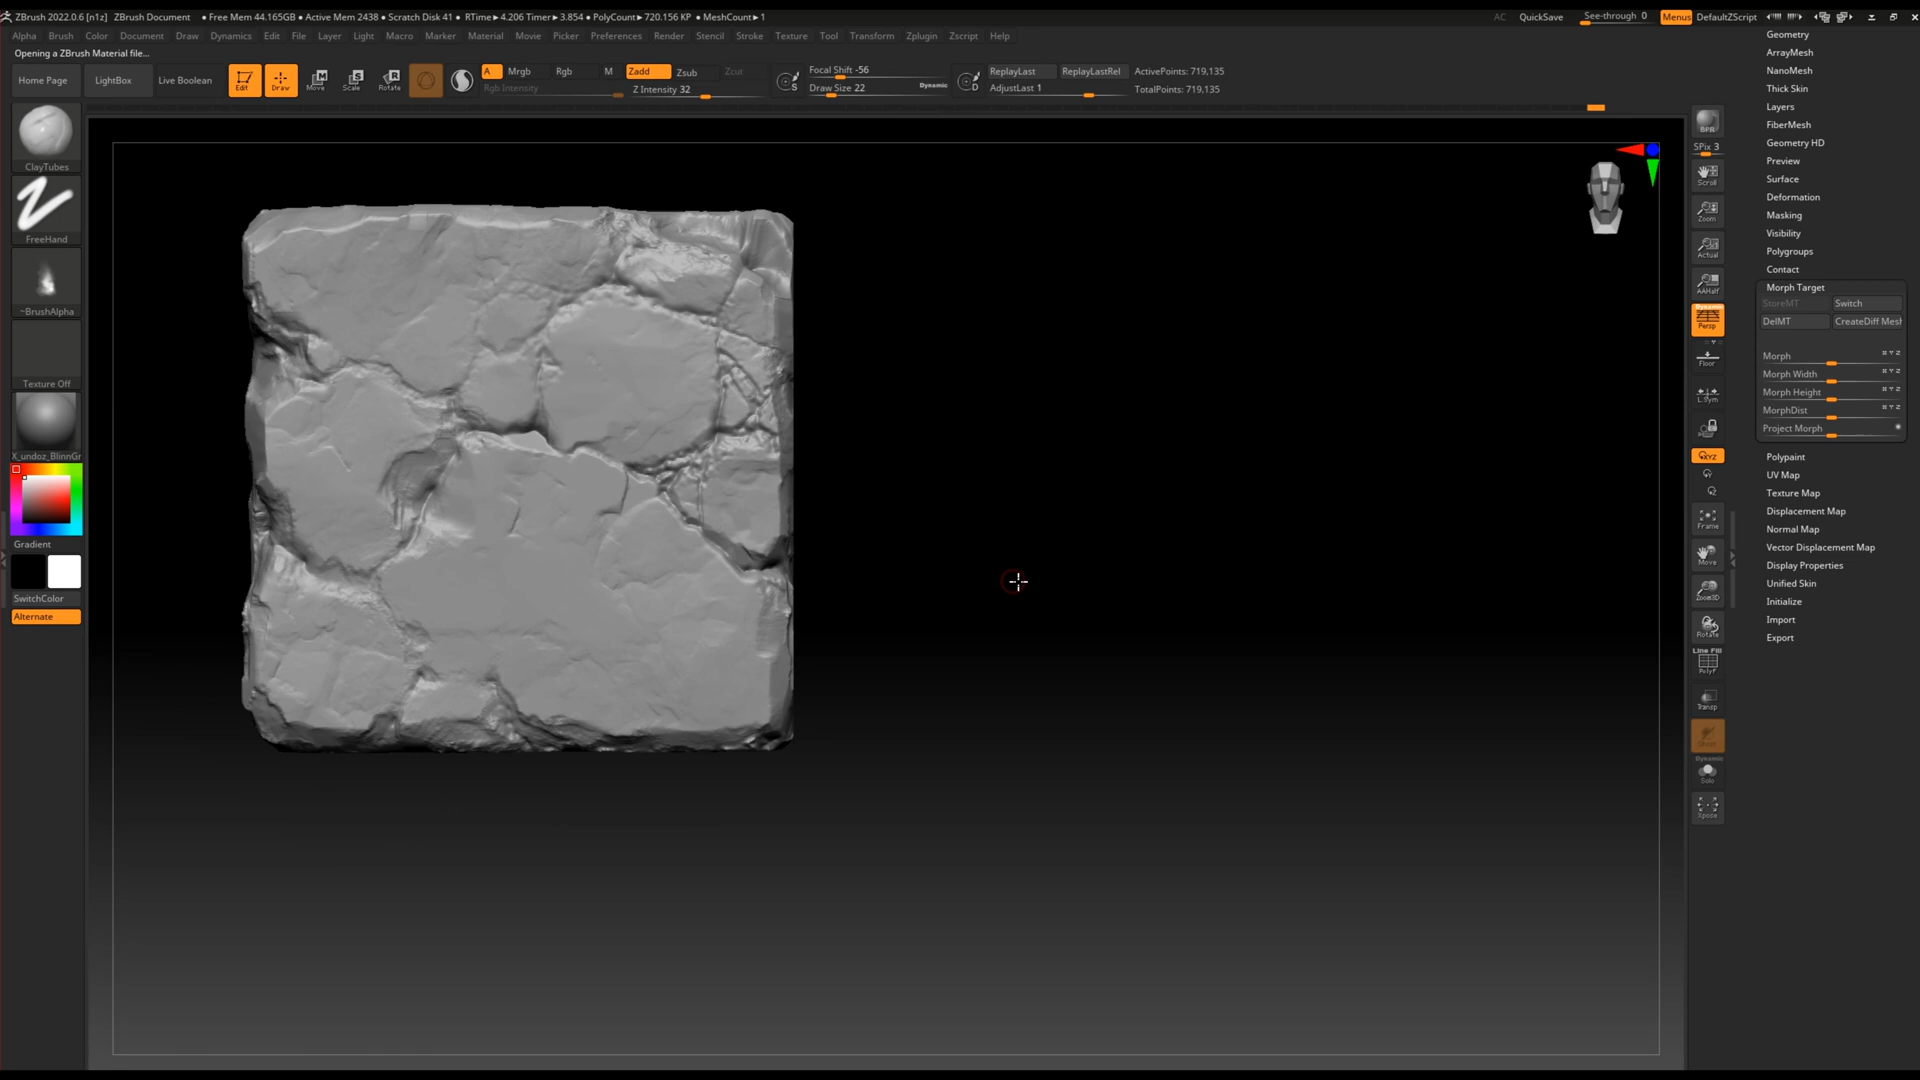 ZBrush 2022.0.6 [n1z] ZBrush Document • Free Mem 44.165GB • Active Mem 2438 • Scratch Disk 41 • RTime►4.206 Timer►3.854 • PolyCount►720.156 KP • MeshCount►1 AC QuickSave See-through 0 Menus DefaultZScript
Alpha Brush Color Document Draw Dynamics Edit File Layer Light Macro Marker Material Movie Picker Preferences Render Stencil Stroke Texture Tool Transform Zplugin Zscript Help
Opening a ZBrush Material file...
Home Page LightBox Live Boolean Edit Draw Move Scale Rotate A Mrgb Rgb M Zadd Zsub Zcut Focal Shift -56 ReplayLast ReplayLastRel ActivePoints: 719,135
Rgb Intensity Z Intensity 32 S Draw Size 22 Dynamic D AdjustLast 1 TotalPoints: 719,135
ClayTubes
FreeHand
~BrushAlpha
Texture Off
X_undoz_BlinnGr
Gradient
SwitchColor
Alternate
BPR
SPix 3
Scroll
Zoom
Actual
AAHalf
Dynamic
Persp
Floor
L.Sym
XYZ
Y
Z
Frame
Move
Zoom3D
Rotate
Line Fill
PolyF
Transp
Ghost
Dynamic
Solo
Xpose
Geometry
ArrayMesh
NanoMesh
Thick Skin
Layers
FiberMesh
Geometry HD
Preview
Surface
Deformation
Masking
Visibility
Polygroups
Contact
Morph Target
StoreMT Switch
DelMT CreateDiff Mesh
Morph X Y Z
Morph Width X Y Z
Morph Height X Y Z
MorphDist X Y Z
Project Morph
Polypaint
UV Map
Texture Map
Displacement Map
Normal Map
Vector Displacement Map
Display Properties
Unified Skin
Initialize
Import
Export